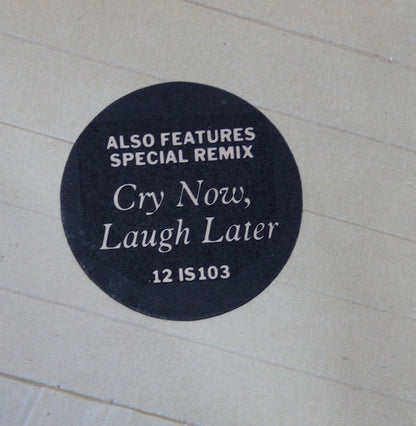 ALSO FEATURES
SPECIAL REMIX
Cry Now,
Laugh Later
12 IS103